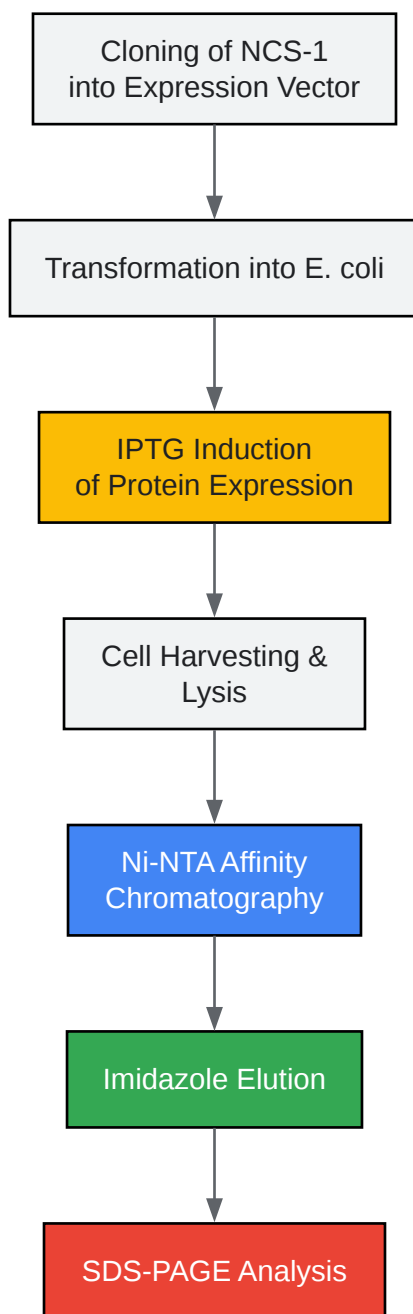 Cloning of NCS-1
into Expression Vector
Transformation into E. coli
IPTG Induction
of Protein Expression
Cell Harvesting &
Lysis
Ni-NTA Affinity
Chromatography
Imidazole Elution
SDS-PAGE Analysis